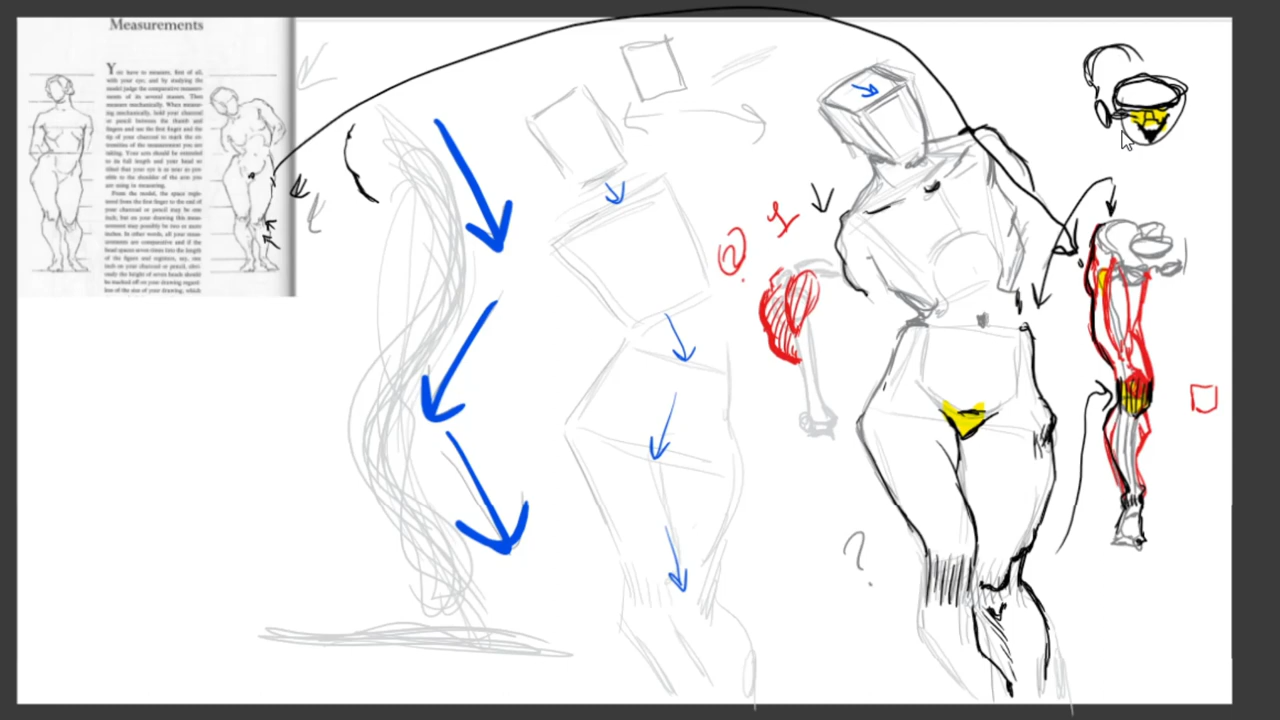 Measurements
You have to measure, first of all,
with your eye; and by studying the
model judge the comparative measure-
ments of its several masses. Then
measure mechanically. When measur-
ing mechanically, hold your charcoal
or pencil between the thumb and
fingers and use the first finger and the
tip of your charcoal to mark the ex-
tremities of the measurement you are
taking. Your arm should be extended
to its full length and your head so
tilted that your eye is as near as pos-
sible to the shoulder of the arm you
are using in measuring.
From the model, the space regis-
tered from the first finger to the end of
your charcoal or pencil may be one
inch, but on your drawing this meas-
urement may possibly be two or more
inches. In other words, all your meas-
urements are comparative and if the
head spaces seven times into the length
of the figure and registers, say, one
inch on your charcoal or pencil, obvi-
ously the height of seven heads should
be marked off on your drawing regard-
less of the size of your drawing, which
1
2
?